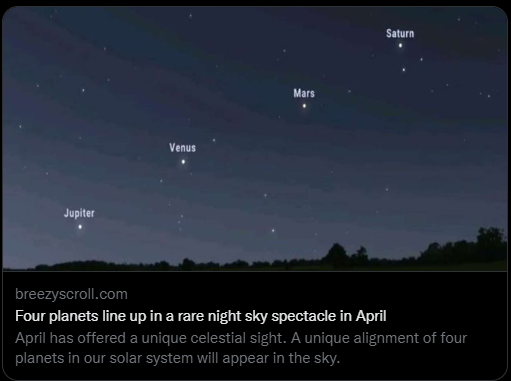 Saturn
Mars
Venus
Jupiter
breezyscroll.com
Four planets line up in a rare night sky spectacle in April
April has offered a unique celestial sight. A unique alignment of four
planets in our solar system will appear in the sky.